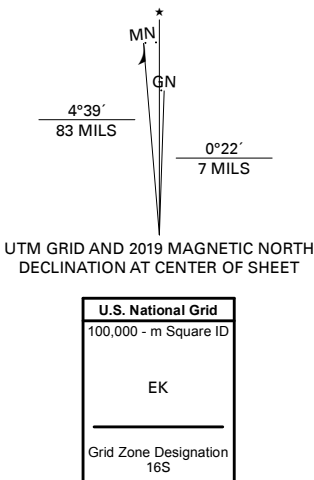 ★
MN
GN
4°39´
83 MILS
0°22´
7 MILS
UTM GRID AND 2019 MAGNETIC NORTH
DECLINATION AT CENTER OF SHEET
U.S. National Grid
100,000 - m Square ID
EK
Grid Zone Designation
16S